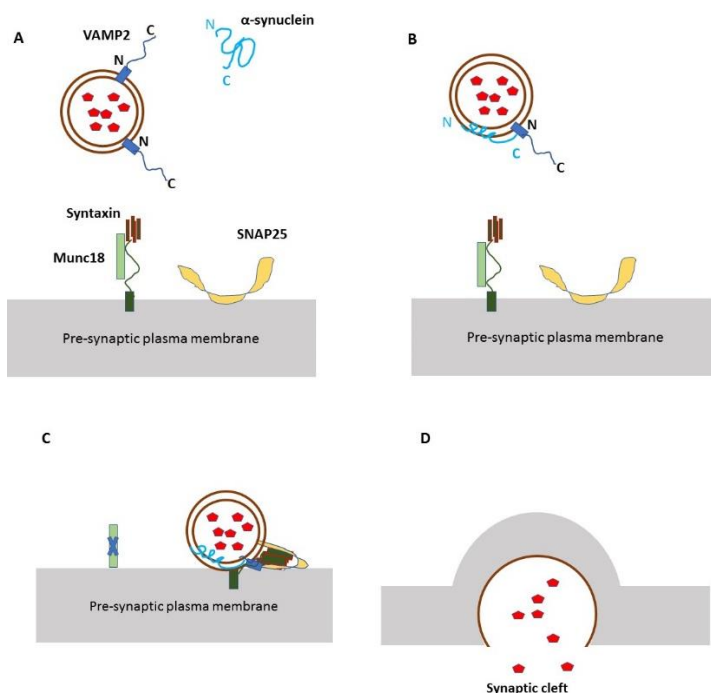 A
VAMP2
C
α-synuclein
N
N
C
N
C
Syntaxin
SNAP25
Munc18
Pre-synaptic plasma membrane
B
N
N
C
C
Pre-synaptic plasma membrane
C
Pre-synaptic plasma membrane
D
Synaptic cleft